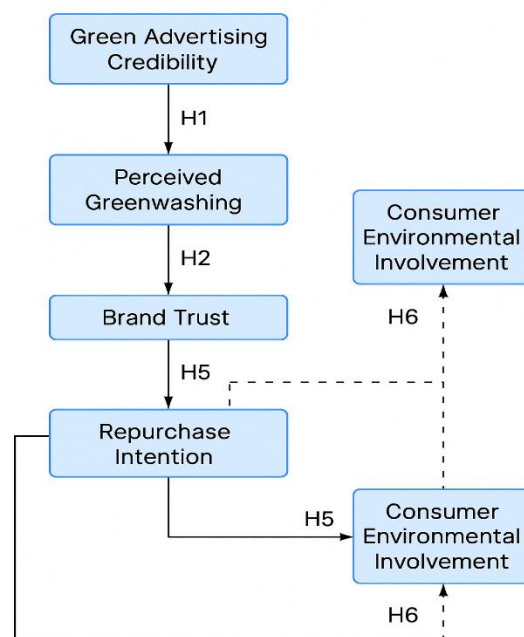 Green Advertising
Credibility
H1
Perceived
Greenwashing
H2
Brand Trust
H5
Repurchase
Intention
Consumer
Environmental
Involvement
H6
H5
Consumer
Environmental
Involvement
H6